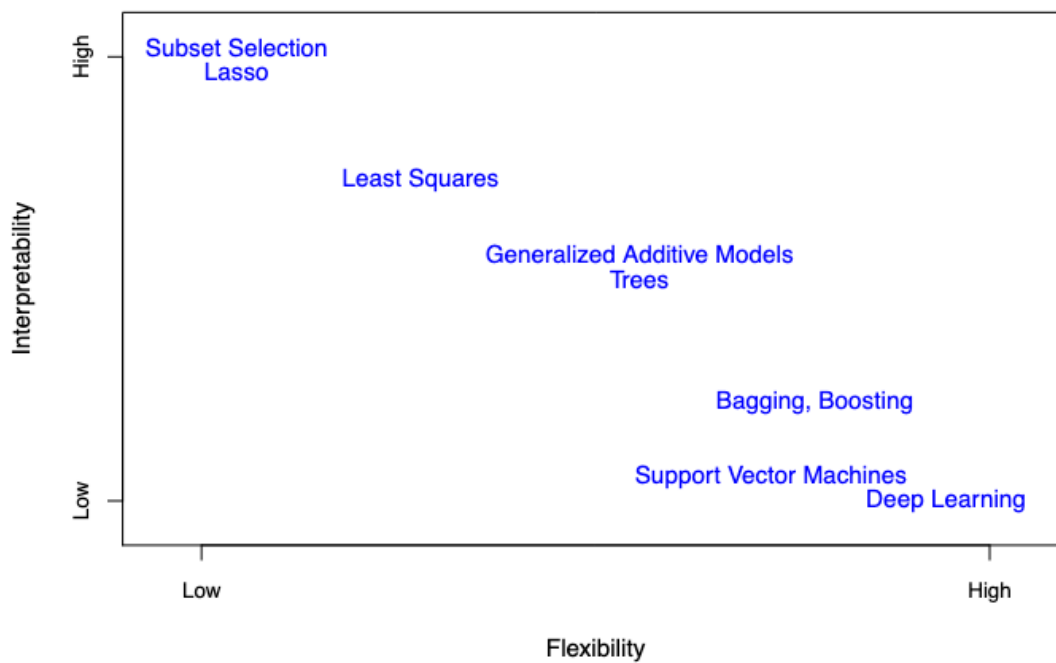 High
Subset Selection
Lasso
Least Squares
Interpretability
Generalized Additive Models
Trees
Bagging, Boosting
Support Vector Machines
Low
Deep Learning
Low
High
Flexibility